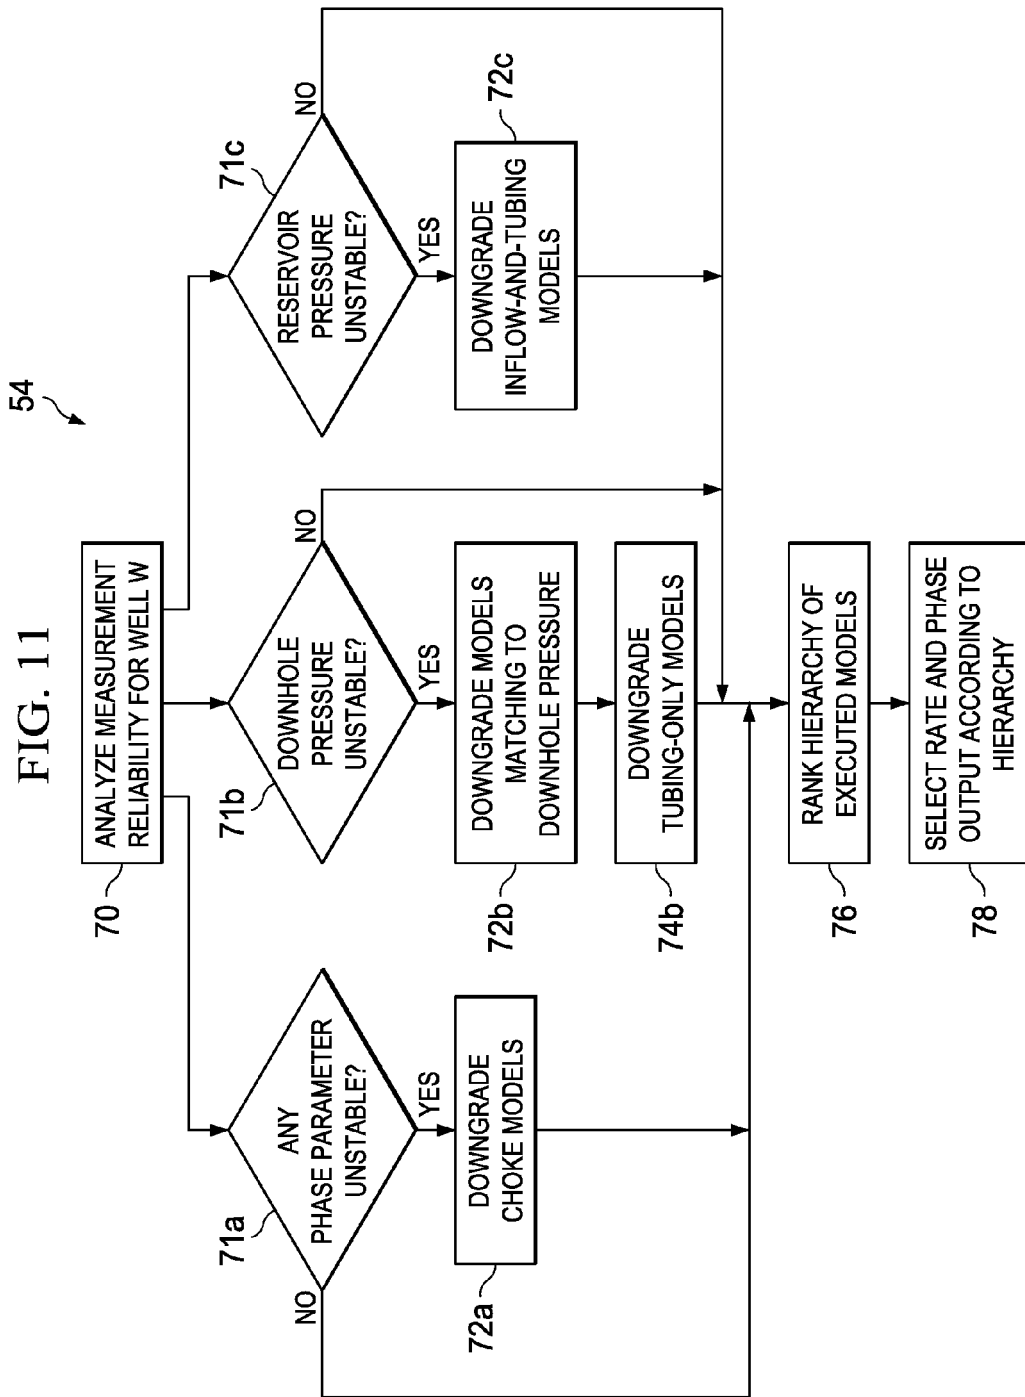 FIG. 11
54
ANALYZE MEASUREMENT
RELIABILITY FOR WELL W
70
ANY
PHASE PARAMETER
UNSTABLE?
71a
NO
YES
DOWNGRADE
CHOKE MODELS
72a
DOWNHOLE
PRESSURE
UNSTABLE?
71b
NO
YES
DOWNGRADE MODELS
MATCHING TO
DOWNHOLE PRESSURE
72b
DOWNGRADE
TUBING-ONLY MODELS
74b
RESERVOIR
PRESSURE
UNSTABLE?
71c
NO
YES
DOWNGRADE
INFLOW-AND-TUBING
MODELS
72c
RANK HIERARCHY OF
EXECUTED MODELS
76
SELECT RATE AND PHASE
OUTPUT ACCORDING TO
HIERARCHY
78